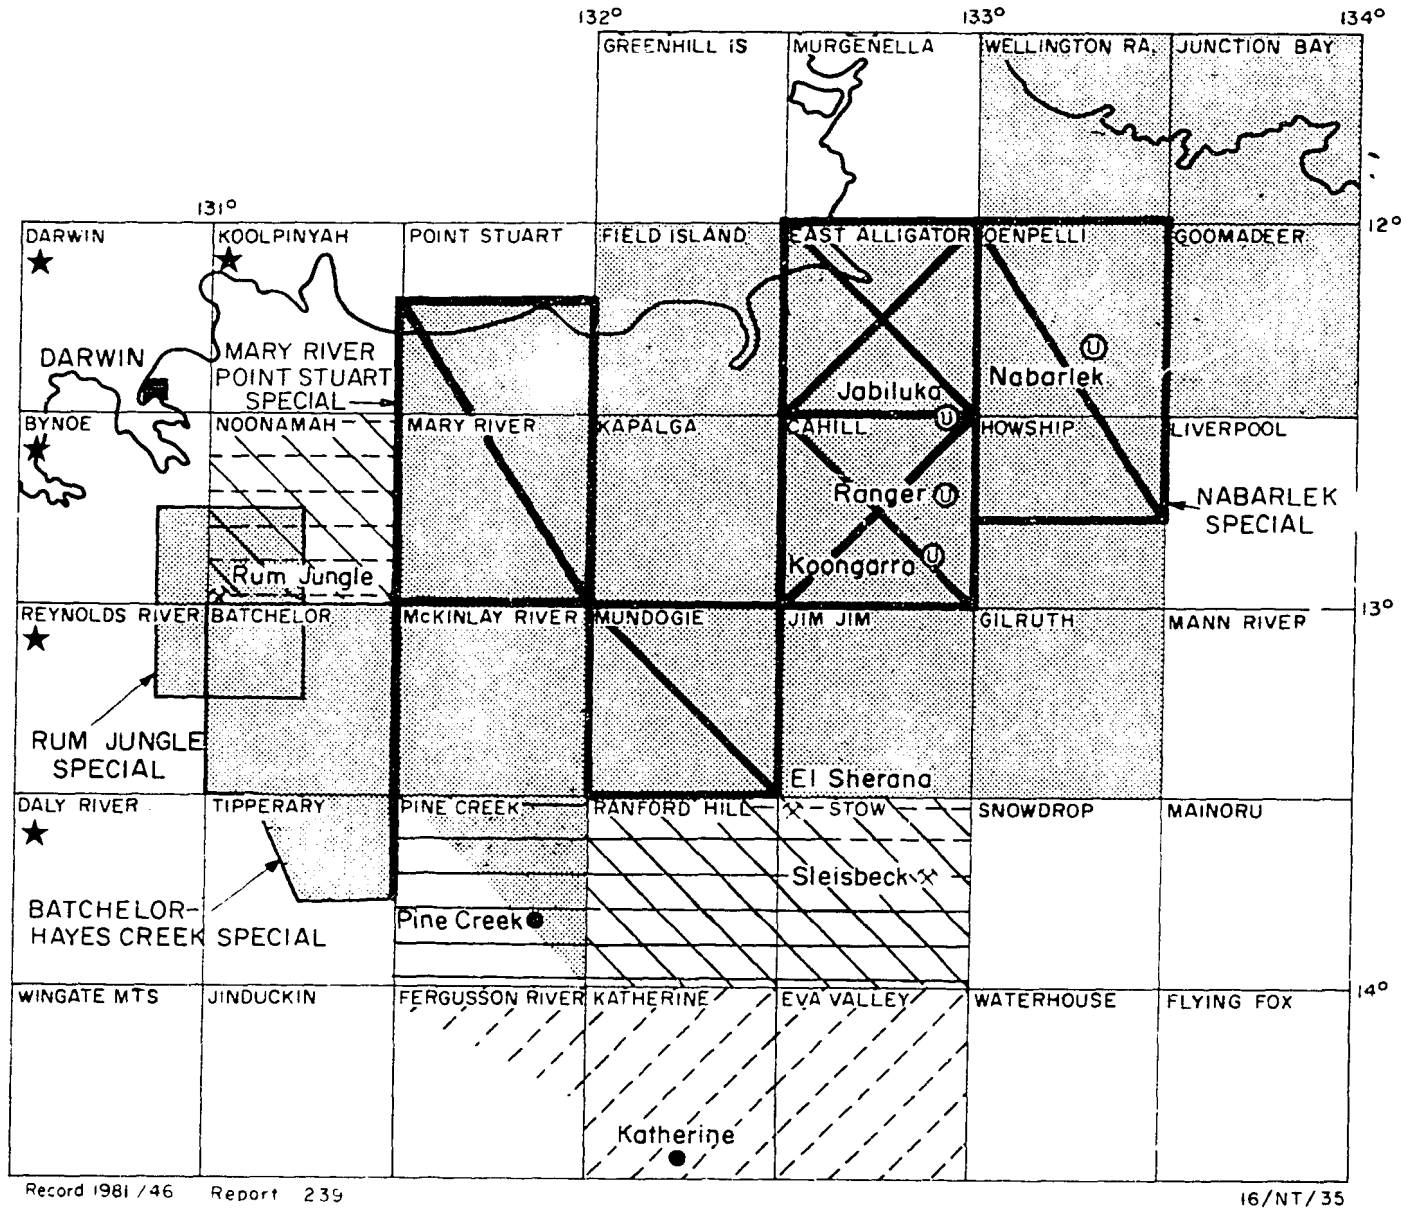 132° 133° 134°
GREENHILL IS MURGENELLA WELLINGTON RA. JUNCTION BAY
131°
12°
DARWIN KOOLPINYAH POINT STUART FIELD ISLAND EAST ALLIGATOR OENPELLI GOOMADEER
DARWIN
MARY RIVER
POINT STUART
SPECIAL
Jabiluka
U
Nabarlek
U
BYNOE NOONAMAH MARY RIVER KAPALGA CAHILL HOWSHIP LIVERPOOL
Ranger U
NABARLEK
SPECIAL
Koongarra U
Rum Jungle
13°
REYNOLDS RIVER BATCHELOR McKINLAY RIVER MUNDOGIE JIM JIM GILRUTH MANN RIVER
RUM JUNGLE
SPECIAL
El Sherana
DALY RIVER TIPPERARY PINE CREEK RANFORD HILL STOW SNOWDROP MAINORU
Sleisbeck
BATCHELOR-
HAYES CREEK SPECIAL
Pine Creek
14°
WINGATE MTS JINDUCKIN FERGUSSON RIVER KATHERINE EVA VALLEY WATERHOUSE FLYING FOX
Katherine
Record 1981/46 Report 239 16/NT/35